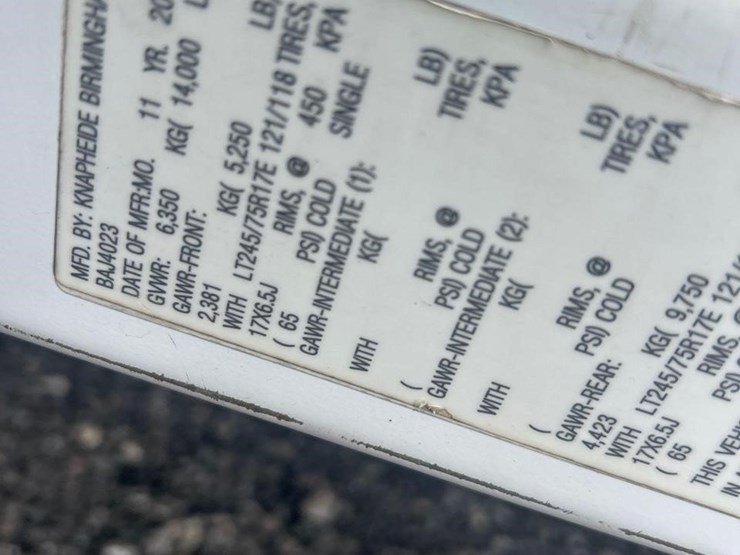 MFD. BY: KNAPHEIDE
BAJ4023
DATE OF MFR:MO. 11 YR. 20
GVWR: 6,350 KG( 14,000
GAWR-FRONT:
2,381 KG( 5,250 LB)
WITH LT245/75R17E 121/118 TIRES,
17X6.5J RIMS, @ 450 KPA
( 65 PSI) COLD SINGLE
GAWR-INTERMEDIATE (1):
KG( LB)
WITH TIRES,
RIMS, @ KPA
( PSI) COLD
GAWR-INTERMEDIATE (2):
KG( LB)
WITH TIRES,
RIMS, @ KPA
( PSI) COLD
GAWR-REAR:
4,423 KG( 9,750
WITH LT245/75R17E
17X6.5J RIMS,
( 65 PSI)
THIS
IN